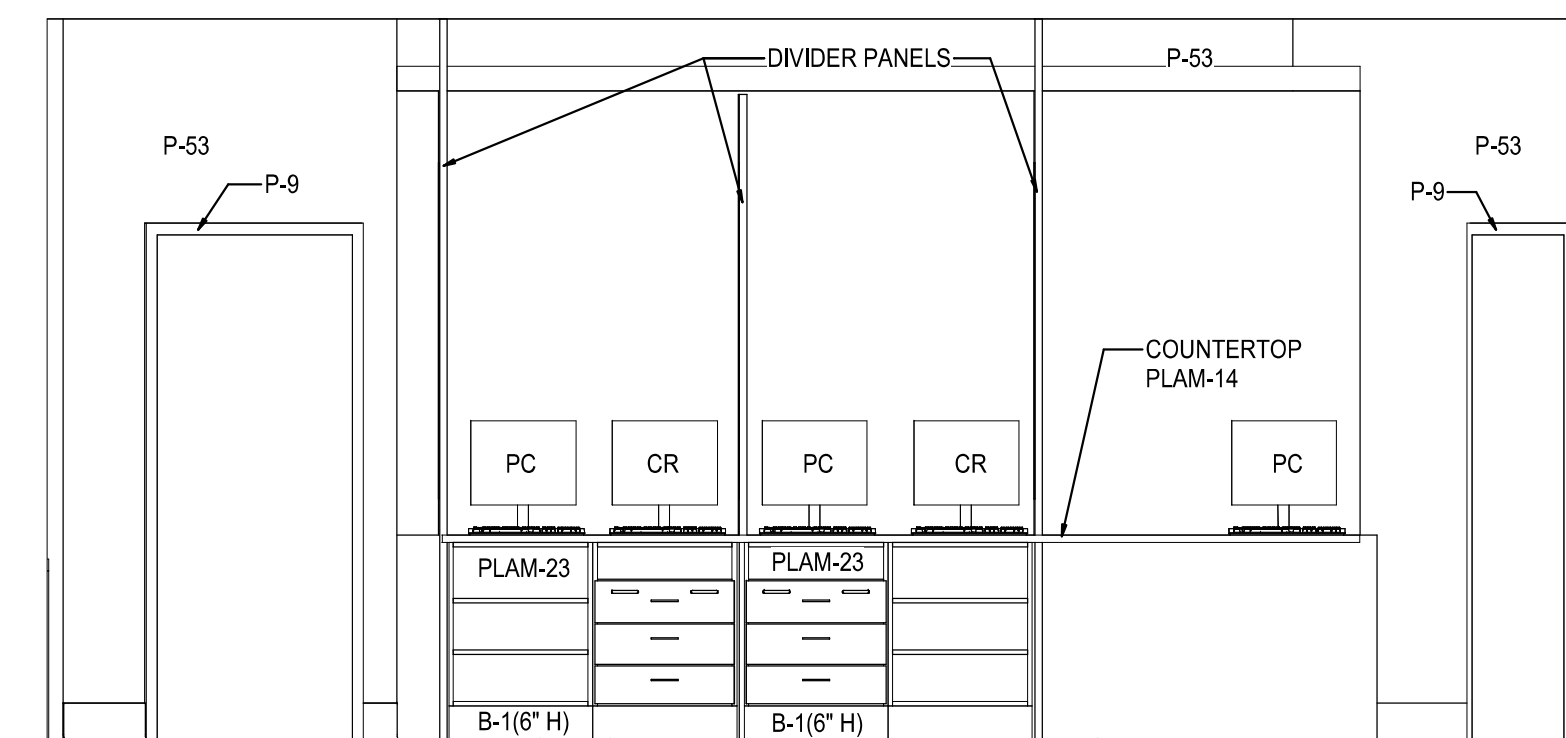 DIVIDER PANELS
P-53
P-53
P-53
P-9
P-9
COUNTERTOP
PLAM-14
PC
CR
PC
CR
PC
PLAM-23
PLAM-23
B-1(6" H)
B-1(6" H)